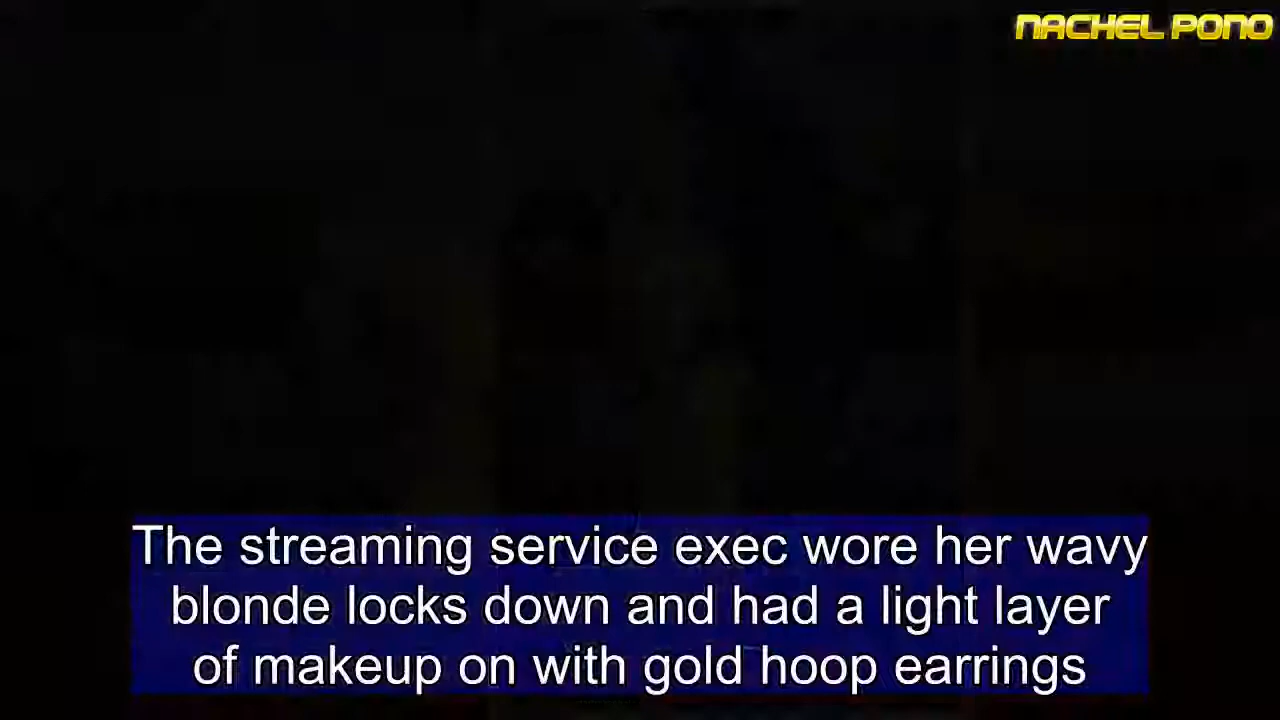 NACHEL PONO
The streaming service exec wore her wavy
blonde locks down and had a light layer
of makeup on with gold hoop earrings